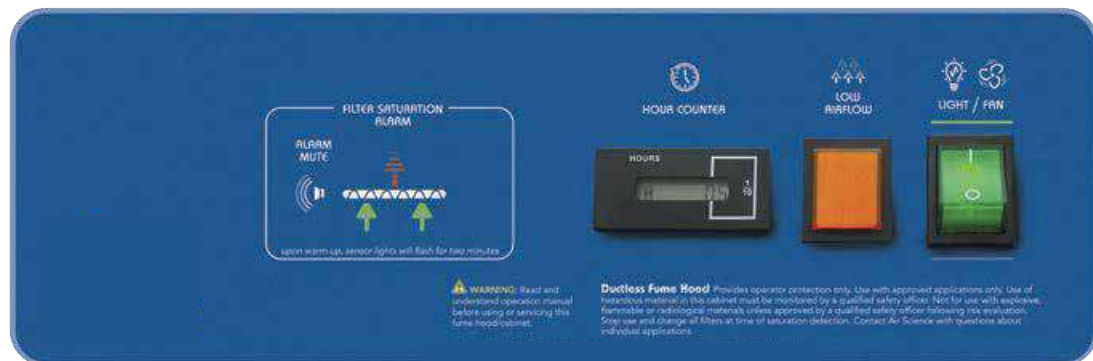 FILTER SATURATION
ALARM
ALARM
MUTE
upon warm-up, sensor lights will flash for two minutes
HOUR COUNTER
HOURS
0.5
1
10
LOW
AIRFLOW
LIGHT / FAN
WARNING: Read and
understand operation manual
before using or servicing this
fume hood/cabinet.
Ductless Fume Hood Provides operator protection only. Use with approved applications only. Use of
hazardous material in this cabinet must be monitored by a qualified safety officer. Not for use with explosive,
flammable or radiological materials unless approved by a qualified safety officer following risk evaluation.
Stop use and change all filters at time of saturation detection. Contact Air Science with questions about
individual applications.